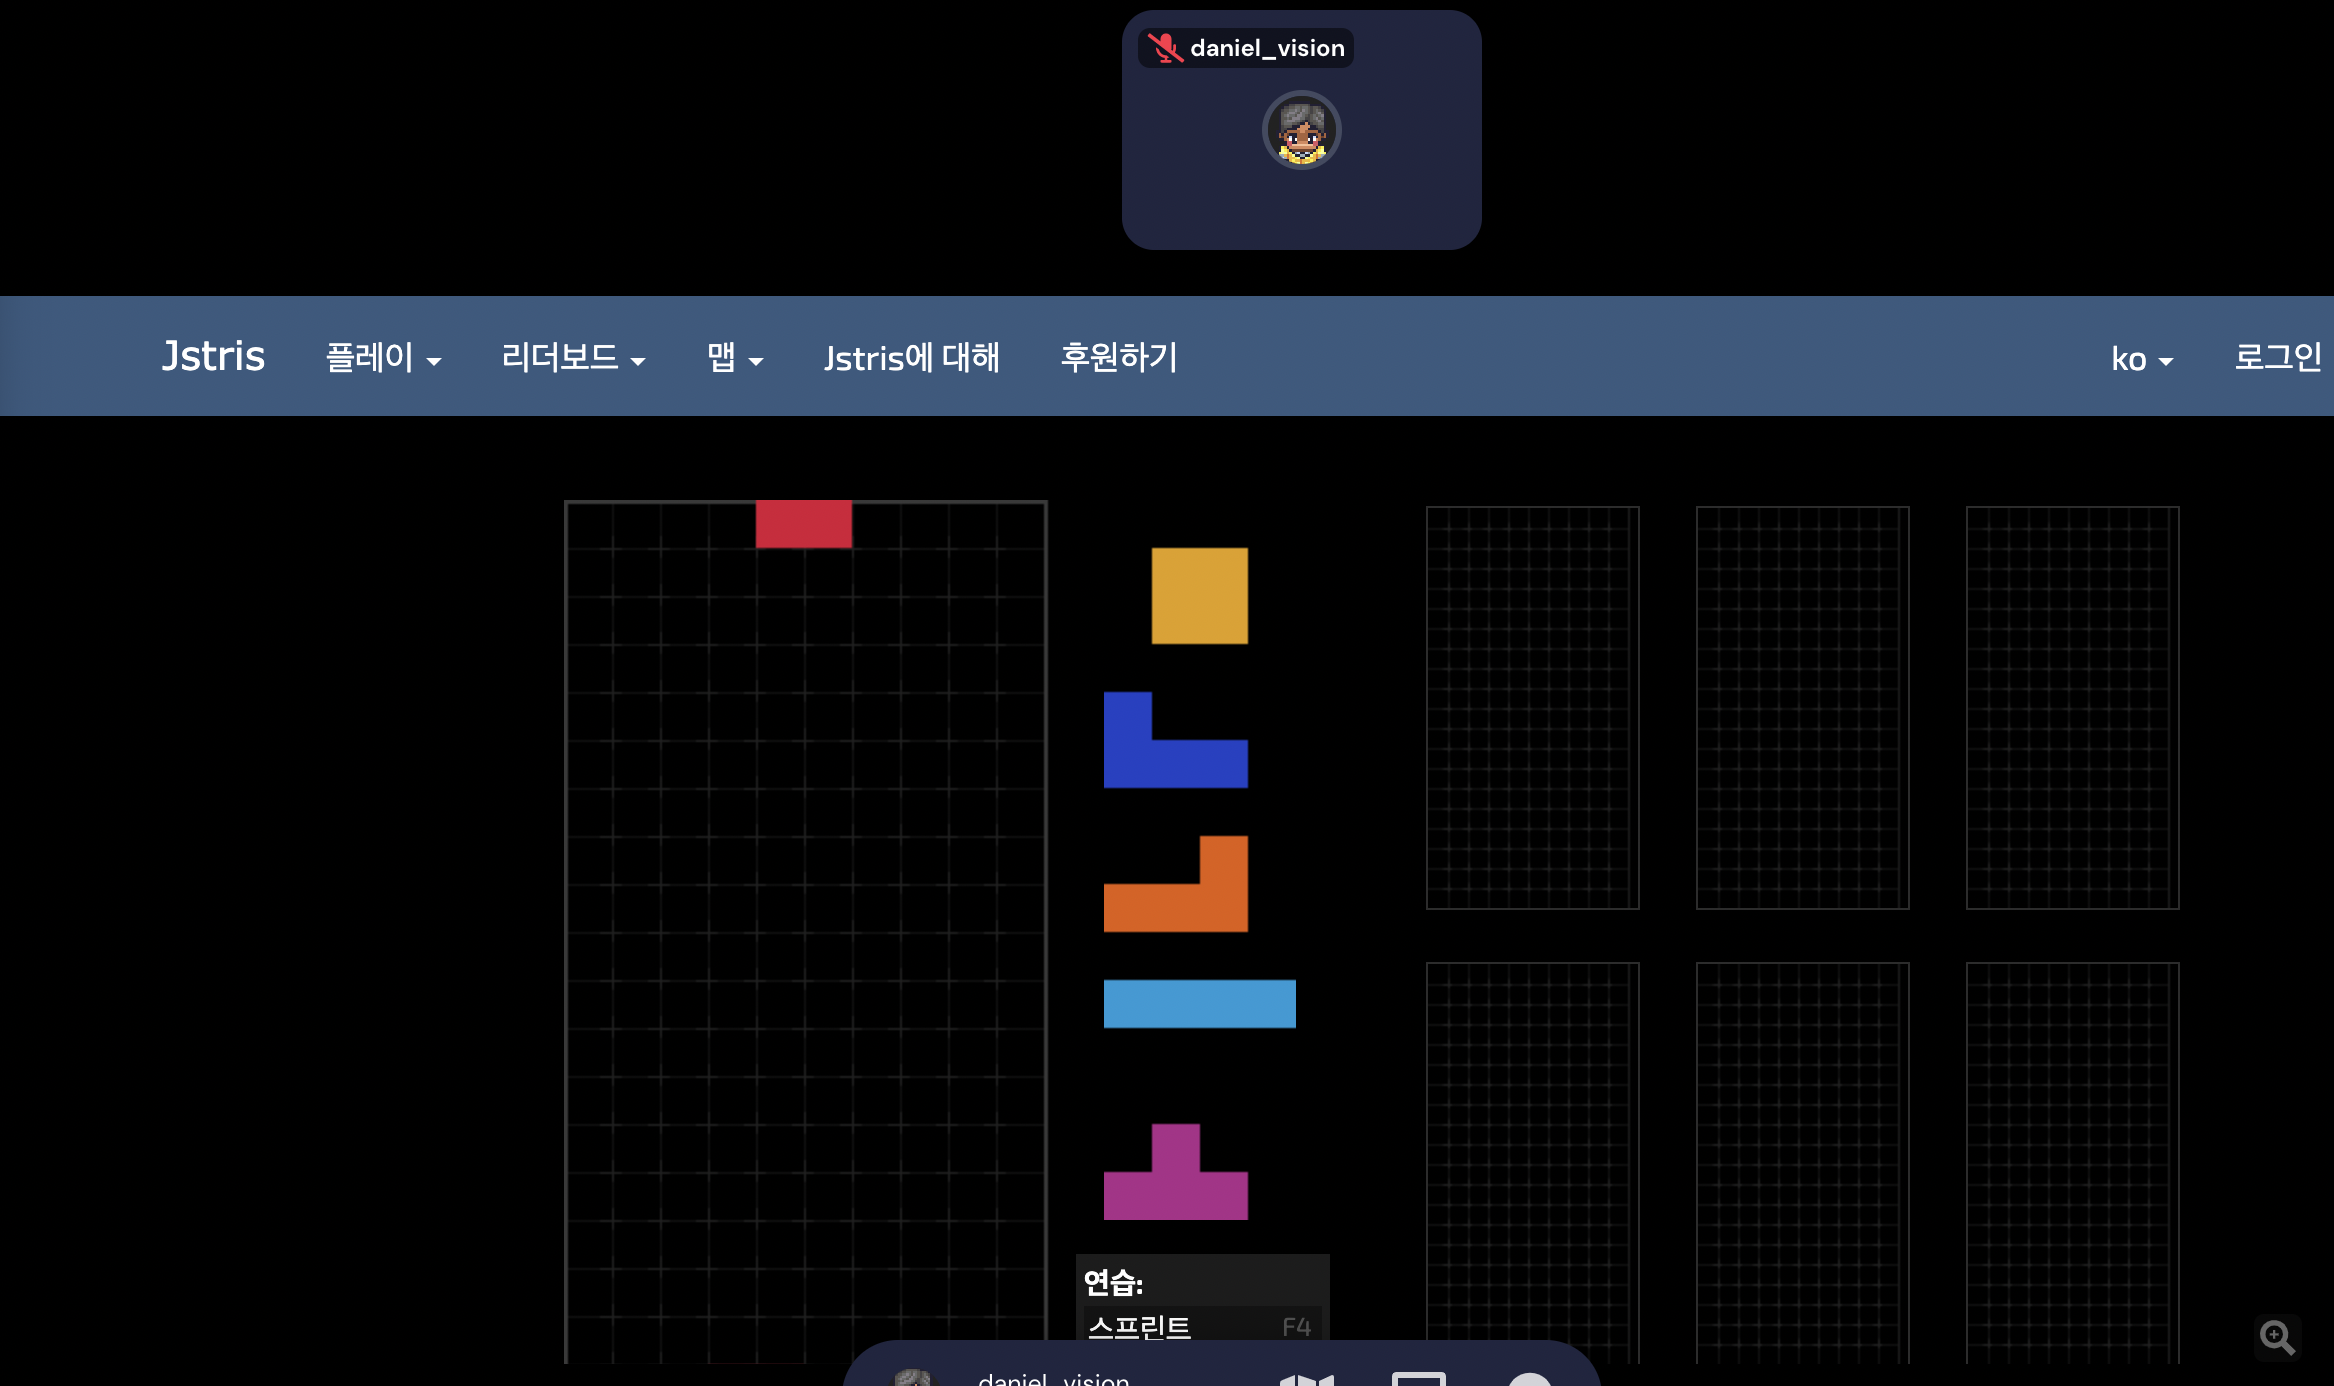 daniel_vision
Jstris 플레이 리더보드 맵 Jstris에 대해 후원하기 ko 로그인
연습:
스프린트 F4
daniel_vision